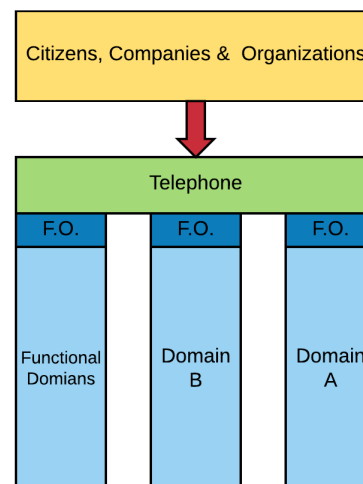 Citizens, Companies & Organizations
Telephone
F.O.
F.O.
F.O.
Functional
Domians
Domain
B
Domain
A